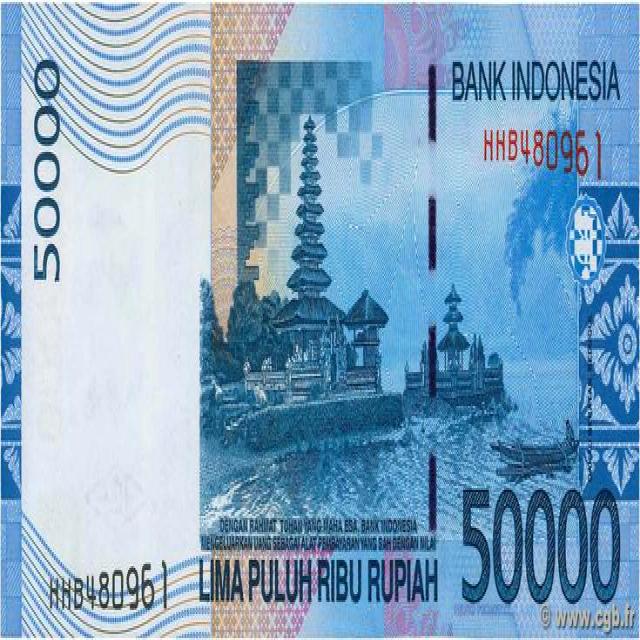 50000
BANK INDONESIA
HHB480961
DENGAN RAHMAT TUHAN YANG MAHA ESA, BANK INDONESIA
MENGELUARKAN UANG SEBAGAI ALAT PEMBAYARAN YANG SAH DENGAN NILAI
LIMA PULUH RIBU RUPIAH
50000
HHB480961
© www.cgb.fr